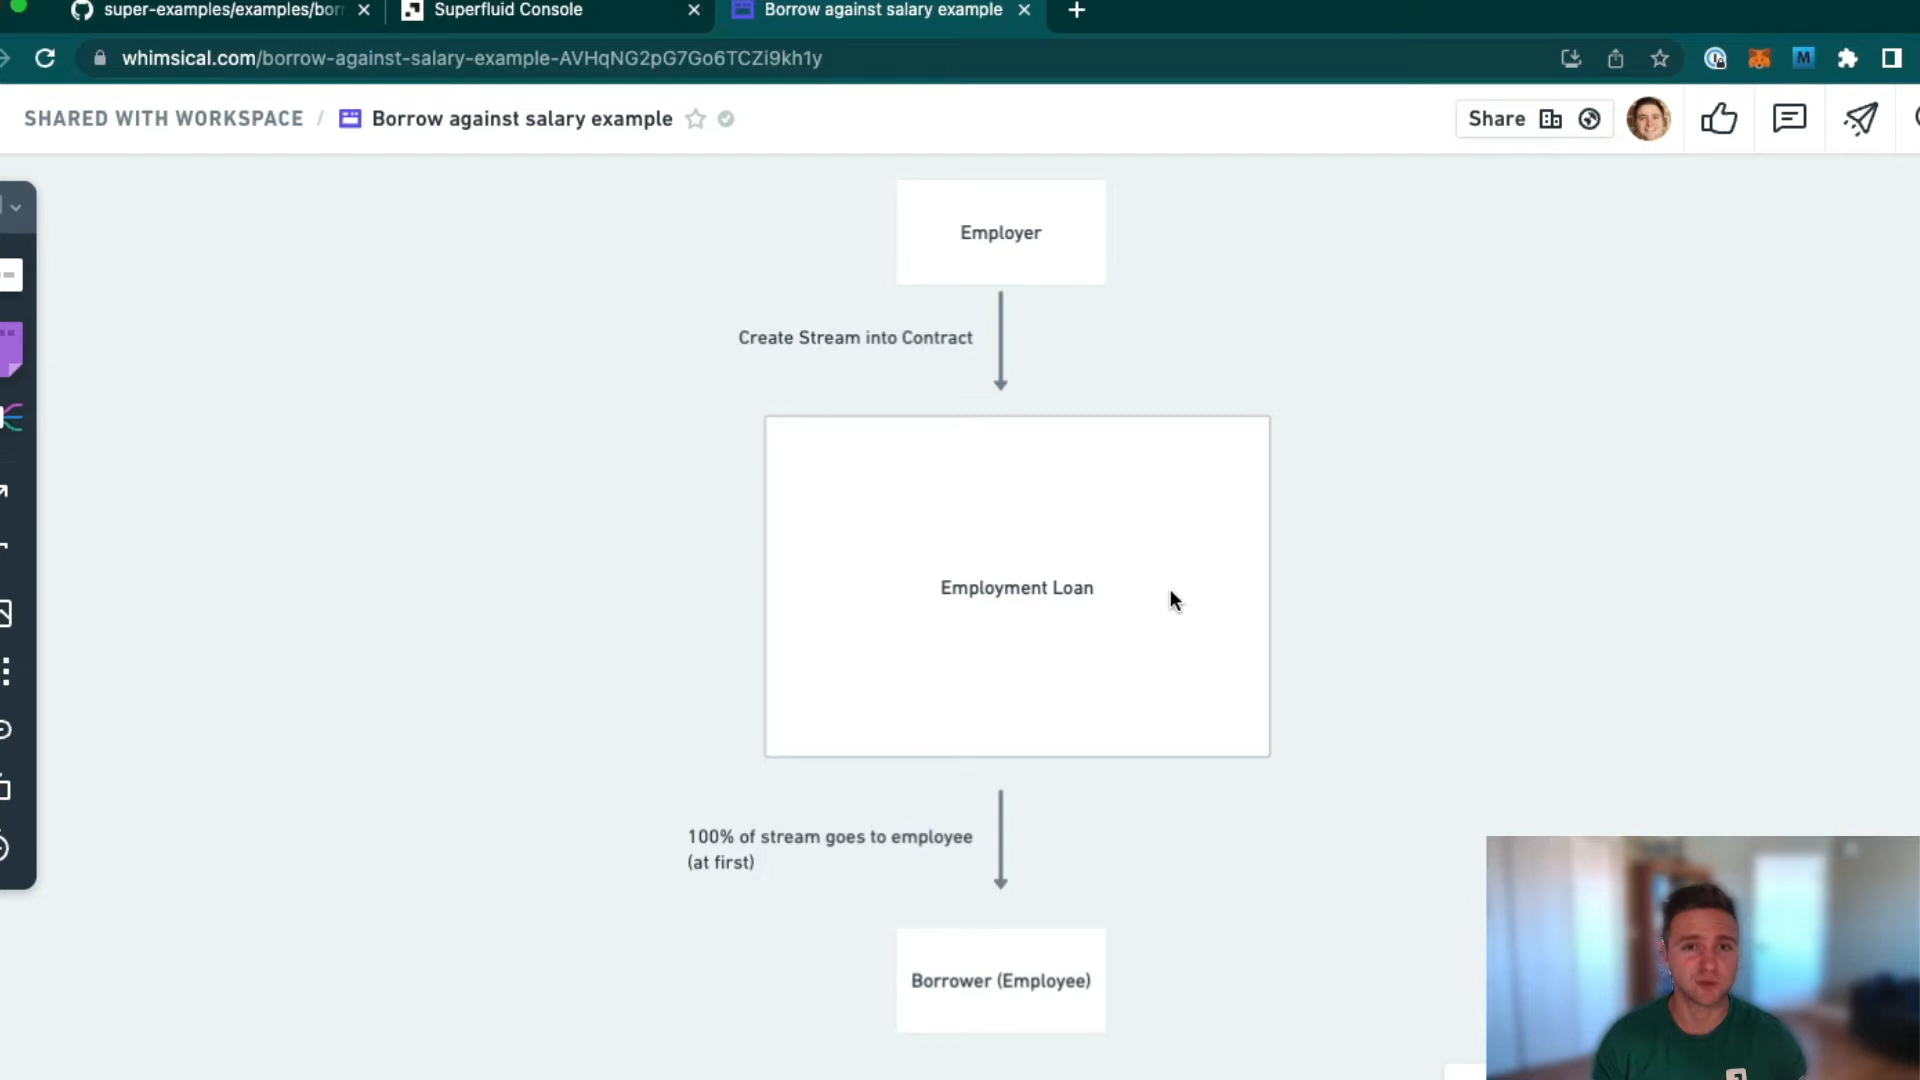 super-examples/examples/borr
Superfluid Console
Borrow against salary example
whimsical.com/borrow-against-salary-example-AVHqNG2pG7Go6TCZi9kh1y
M
SHARED WITH WORKSPACE / Borrow against salary example
Share
Employer
Create Stream into Contract
Employment Loan
100% of stream goes to employee
(at first)
Borrower (Employee)